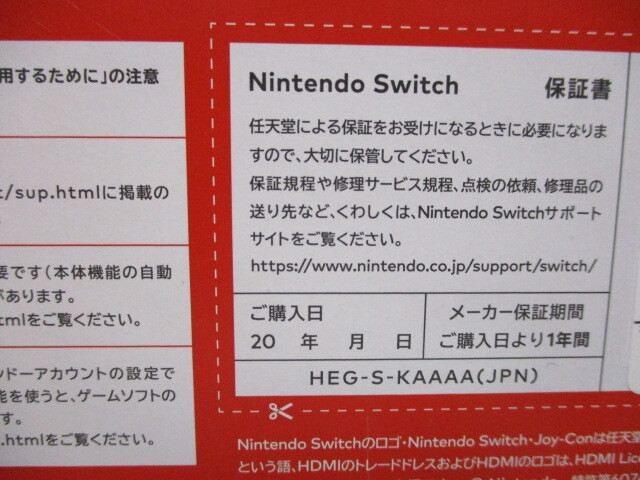 用するために」の注意
t/sup.htmlに掲載の
要です（本体機能の自動
があります。
tmlをご覧ください。
ンドーアカウントの設定で
能を使うと、ゲームソフトの
す。
.htmlをご覧ください。
Nintendo Switch 保証書
任天堂による保証をお受けになるときに必要になりま
すので、大切に保管してください。
保証規程や修理サービス規程、点検の依頼、修理品の
送り先など、くわしくは、Nintendo Switchサポート
サイトをご覧ください。
https://www.nintendo.co.jp/support/switch/
ご購入日
20 年 月 日
メーカー保証期間
ご購入日より1年間
HEG-S-KAAAA(JPN)
Nintendo Switchのロゴ・Nintendo Switch・Joy-Conは任天堂
という語、HDMIのトレードドレスおよびHDMIのロゴは、HDMI Lice